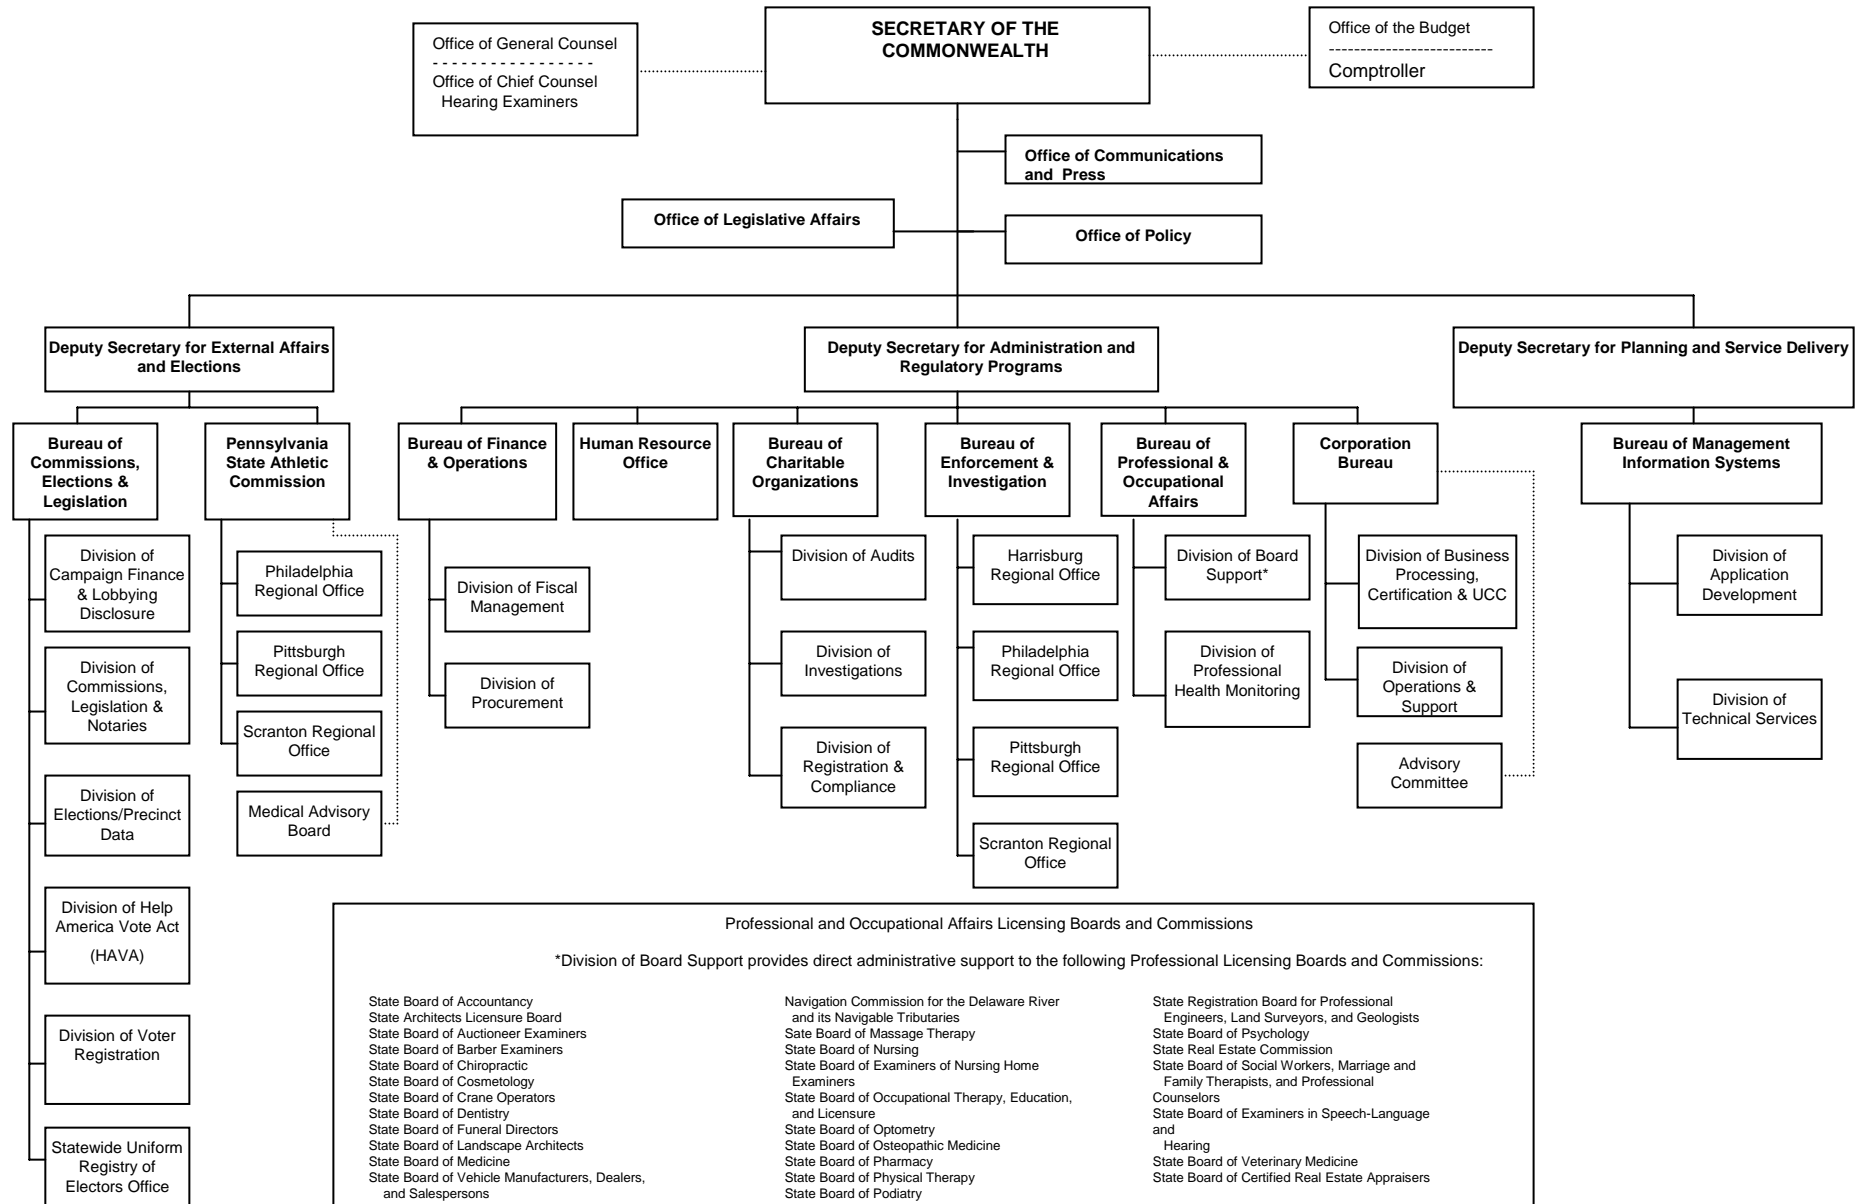 SECRETARY OF THE
COMMONWEALTH
Office of General Counsel
- - - - - - - - - - - - - - - - -
Office of Chief Counsel
Hearing Examiners
Office of the Budget
--------------------------
Comptroller
Office of Communications
and Press
Office of Legislative Affairs
Office of Policy
Deputy Secretary for External Affairs
and Elections
Deputy Secretary for Administration and
Regulatory Programs
Deputy Secretary for Planning and Service Delivery
Bureau of
Commissions,
Elections &
Legislation
Pennsylvania
State Athletic
Commission
Bureau of Finance
& Operations
Human Resource
Office
Bureau of
Charitable
Organizations
Bureau of
Enforcement &
Investigation
Bureau of
Professional &
Occupational
Affairs
Corporation
Bureau
Bureau of Management
Information Systems
Division of
Campaign Finance
& Lobbying
Disclosure
Division of
Commissions,
Legislation &
Notaries
Division of
Elections/Precinct
Data
Division of Help
America Vote Act
(HAVA)
Division of Voter
Registration
Statewide Uniform
Registry of
Electors Office
Philadelphia
Regional Office
Pittsburgh
Regional Office
Scranton Regional
Office
Medical Advisory
Board
Division of Fiscal
Management
Division of
Procurement
Division of Audits
Division of
Investigations
Division of
Registration &
Compliance
Harrisburg
Regional Office
Philadelphia
Regional Office
Pittsburgh
Regional Office
Scranton Regional
Office
Division of Board
Support*
Division of
Professional
Health Monitoring
Division of Business
Processing,
Certification & UCC
Division of
Operations &
Support
Advisory
Committee
Division of
Application
Development
Division of
Technical Services
Professional and Occupational Affairs Licensing Boards and Commissions
*Division of Board Support provides direct administrative support to the following Professional Licensing Boards and Commissions:
State Board of Accountancy
State Architects Licensure Board
State Board of Auctioneer Examiners
State Board of Barber Examiners
State Board of Chiropractic
State Board of Cosmetology
State Board of Crane Operators
State Board of Dentistry
State Board of Funeral Directors
State Board of Landscape Architects
State Board of Medicine
State Board of Vehicle Manufacturers, Dealers,
and Salespersons
Navigation Commission for the Delaware River
and its Navigable Tributaries
Sate Board of Massage Therapy
State Board of Nursing
State Board of Examiners of Nursing Home
Examiners
State Board of Occupational Therapy, Education,
and Licensure
State Board of Optometry
State Board of Osteopathic Medicine
State Board of Pharmacy
State Board of Physical Therapy
State Board of Podiatry
State Registration Board for Professional
Engineers, Land Surveyors, and Geologists
State Board of Psychology
State Real Estate Commission
State Board of Social Workers, Marriage and
Family Therapists, and Professional
Counselors
State Board of Examiners in Speech-Language
and
Hearing
State Board of Veterinary Medicine
State Board of Certified Real Estate Appraisers